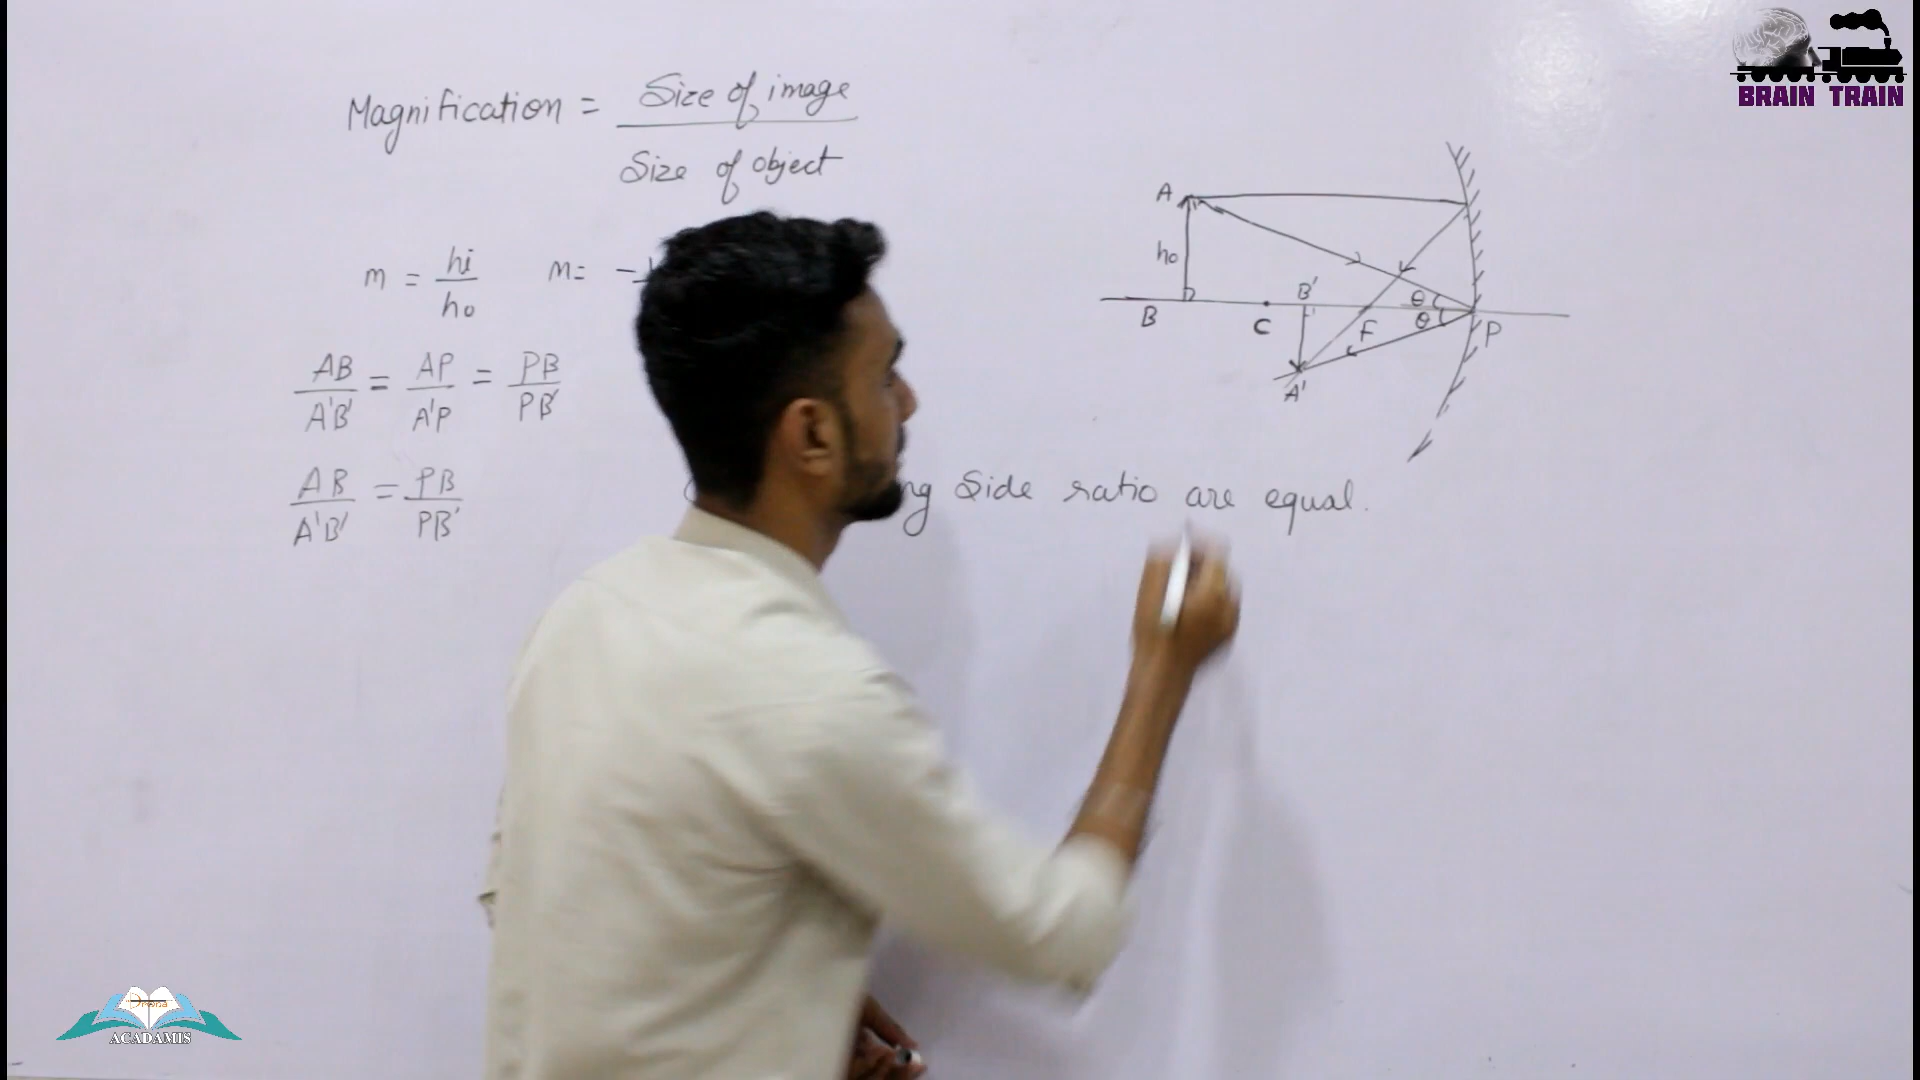 BRAIN TRAIN
Magnification = Size of image / Size of object
m = hi / ho   m = -
AB / A'B' = AP / A'P = PB / PB'
AB / A'B' = PB / PB'
A
ho
B C B' F θ θ P
A'
Side ratio are equal.
Drona
ACADAMIS